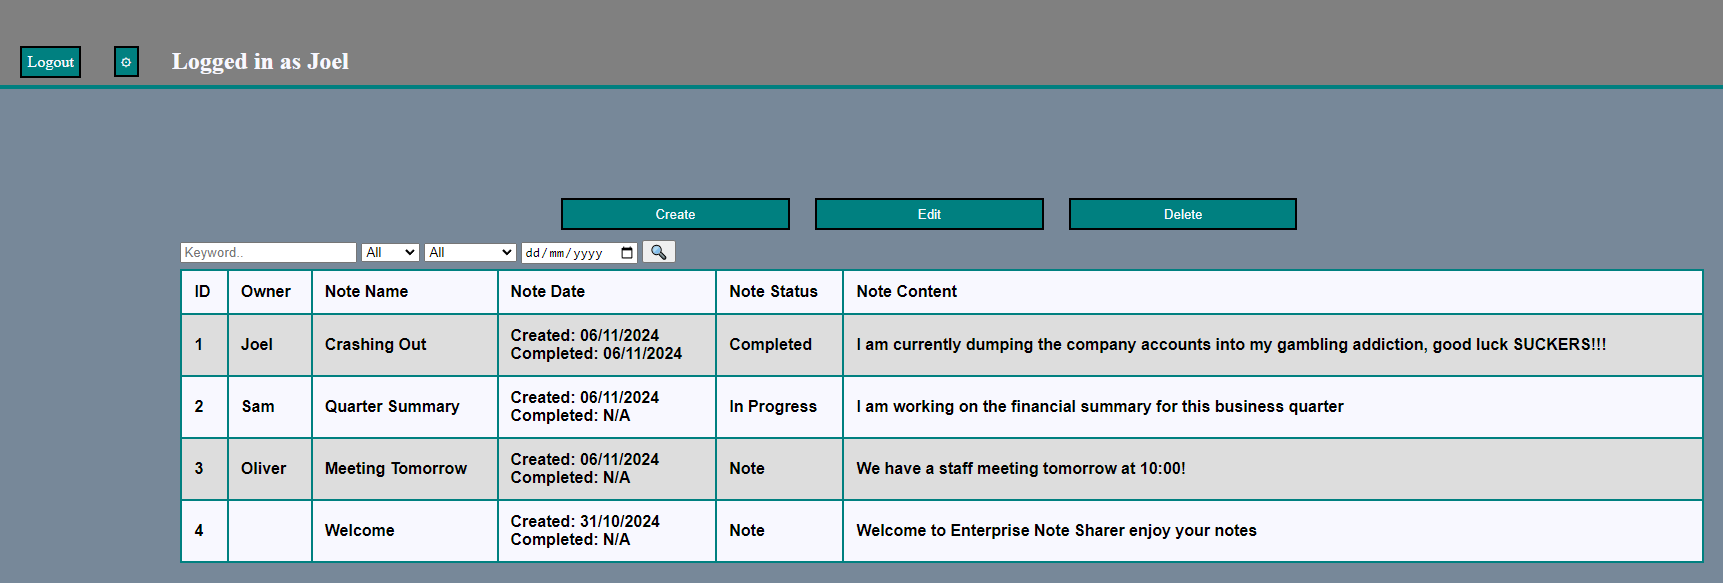 Logout ⚙ Logged in as Joel
Create Edit Delete
Keyword.. All All dd/mm/yyyy
ID Owner Note Name Note Date Note Status Note Content
1 Joel Crashing Out Created: 06/11/2024 Completed I am currently dumping the company accounts into my gambling addiction, good luck SUCKERS!!!
Completed: 06/11/2024
2 Sam Quarter Summary Created: 06/11/2024 In Progress I am working on the financial summary for this business quarter
Completed: N/A
3 Oliver Meeting Tomorrow Created: 06/11/2024 Note We have a staff meeting tomorrow at 10:00!
Completed: N/A
4 Welcome Created: 31/10/2024 Note Welcome to Enterprise Note Sharer enjoy your notes
Completed: N/A